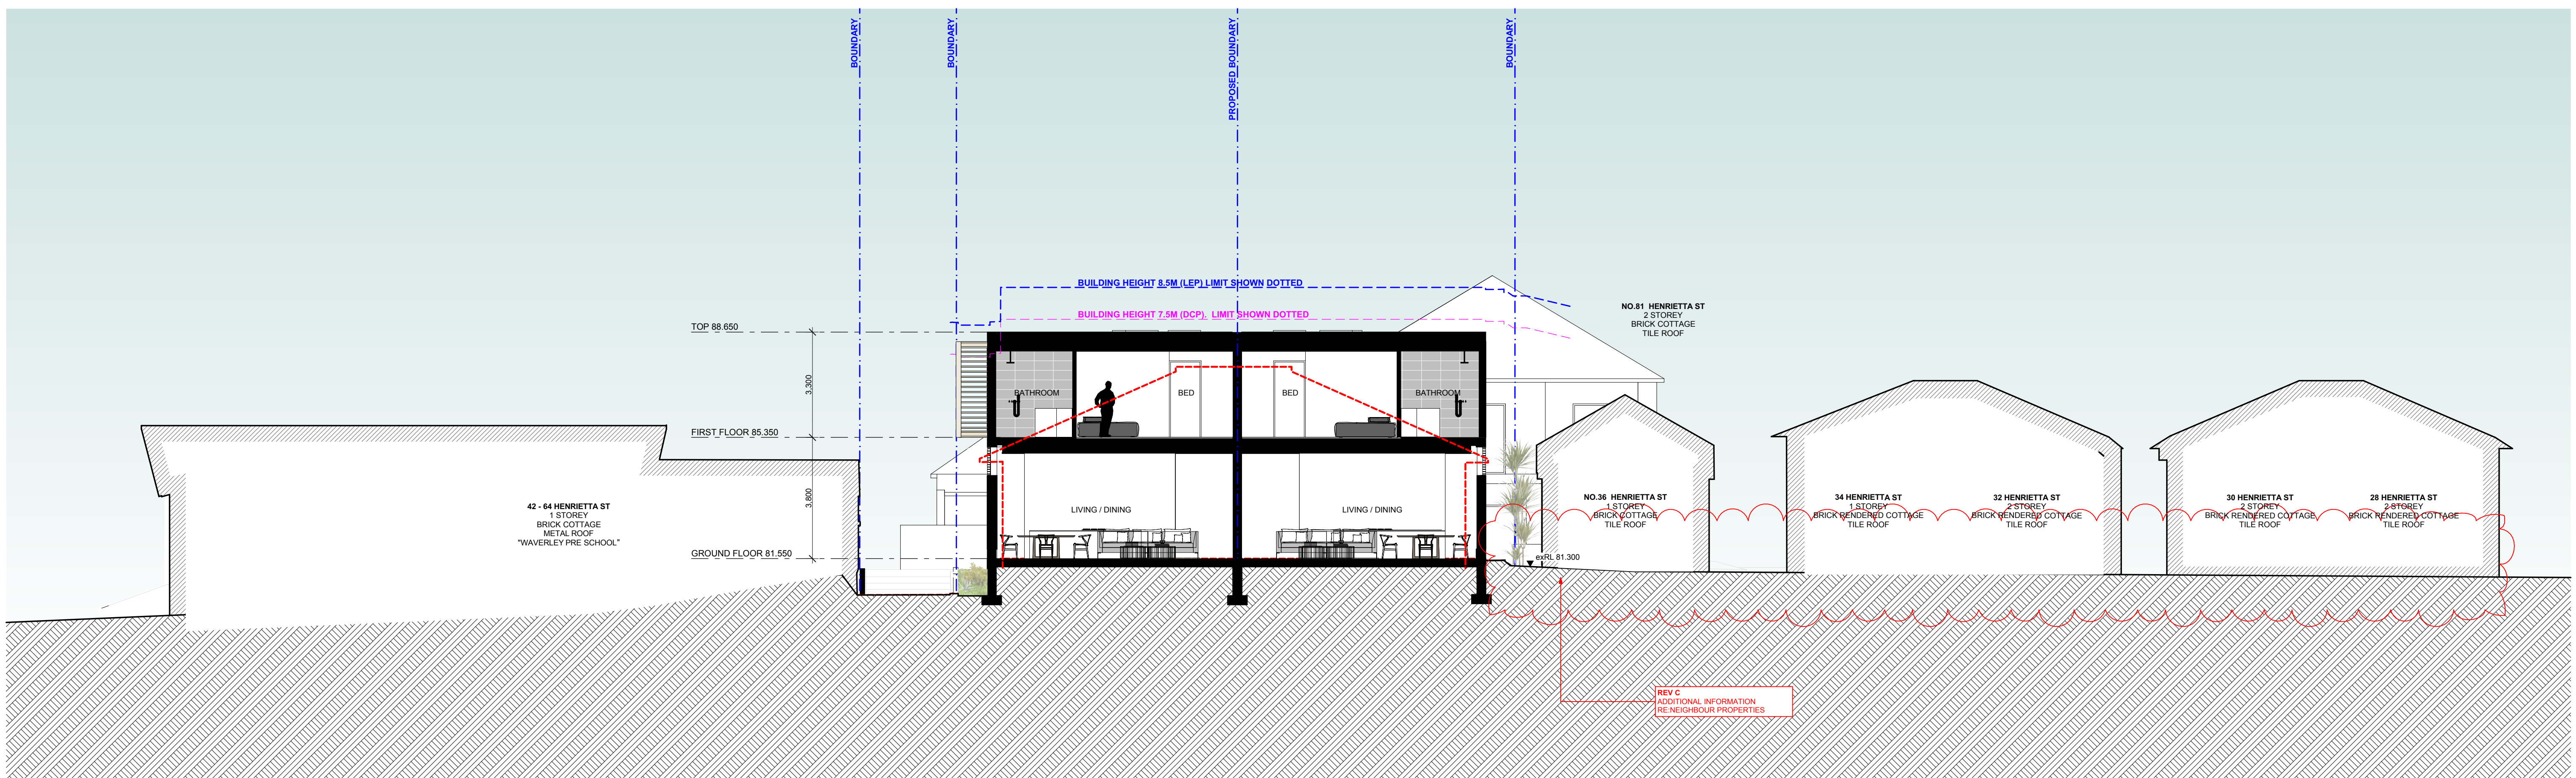 BOUNDARY
BOUNDARY
PROPOSED BOUNDARY
BOUNDARY
BUILDING HEIGHT 8.5M (LEP) LIMIT SHOWN DOTTED
BUILDING HEIGHT 7.5M (DCP). LIMIT SHOWN DOTTED
NO.81 HENRIETTA ST
2 STOREY
BRICK COTTAGE
TILE ROOF
TOP 88.650
3,300
FIRST FLOOR 85.350
3,800
GROUND FLOOR 81.550
BATHROOM
BED
BED
BATHROOM
LIVING / DINING
LIVING / DINING
42 - 64 HENRIETTA ST
1 STOREY
BRICK COTTAGE
METAL ROOF
"WAVERLEY PRE SCHOOL"
NO.36 HENRIETTA ST
1 STOREY
BRICK COTTAGE
TILE ROOF
34 HENRIETTA ST
1 STOREY
BRICK RENDERED COTTAGE
TILE ROOF
32 HENRIETTA ST
2 STOREY
BRICK RENDERED COTTAGE
TILE ROOF
30 HENRIETTA ST
2 STOREY
BRICK RENDERED COTTAGE
TILE ROOF
28 HENRIETTA ST
2 STOREY
BRICK RENDERED COTTAGE
TILE ROOF
exRL 81.300
REV C
ADDITIONAL INFORMATION
RE:NEIGHBOUR PROPERTIES